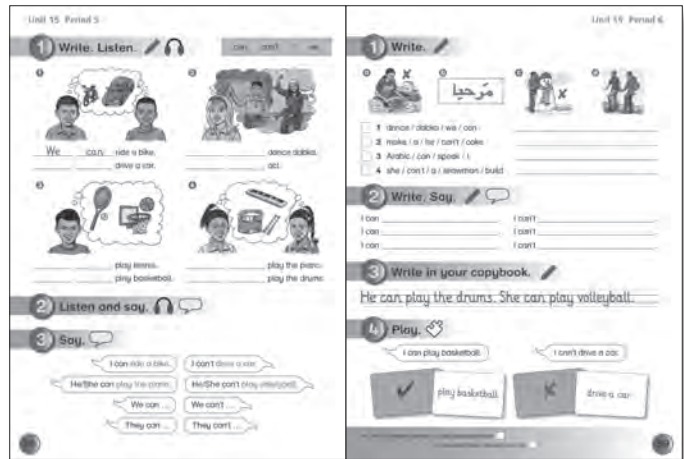 Unit 15 Period 5
1 Write. Listen.
can can't we
1
We can ride a bike.
drive a car.
2
dance dabka.
act.
3
play tennis.
play basketball.
4
play the piano.
play the drums.
2 Listen and say.
3 Say.
I can ride a bike. I can't drive a car.
He/She can play the drums. He/She can't play volleyball.
We can ... We can't ...
They can ... They can't ...
Period 6
1 Write.
a b c d
مرحبا
1 dance / dabka / we / can
2 make / a / he / can't / cake
3 Arabic / can / speak / I
4 she / can't / a / snowman / build
2 Write. Say.
I can I can't
I can I can't
I can I can't
3 Write in your copybook.
He can play the drums. She can play volleyball.
4 Play.
I can play basketball. I can't drive a car.
play basketball drive a car